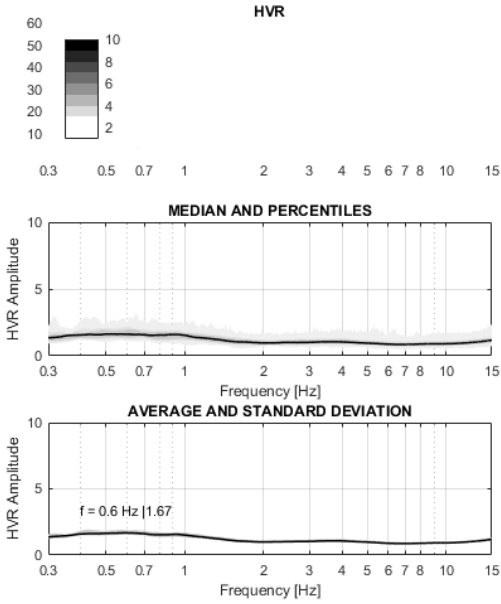 HVR
60
50
40
30
20
10
10
8
6
4
2
0.3 0.5 0.7 1 2 3 4 5 6 7 8 10 15
MEDIAN AND PERCENTILES
HVR Amplitude
10
5
0
0.3 0.5 0.7 1 2 3 4 5 6 7 8 10 15
Frequency [Hz]
AVERAGE AND STANDARD DEVIATION
HVR Amplitude
10
5
0
f = 0.6 Hz |1.67
0.3 0.5 0.7 1 2 3 4 5 6 7 8 10 15
Frequency [Hz]